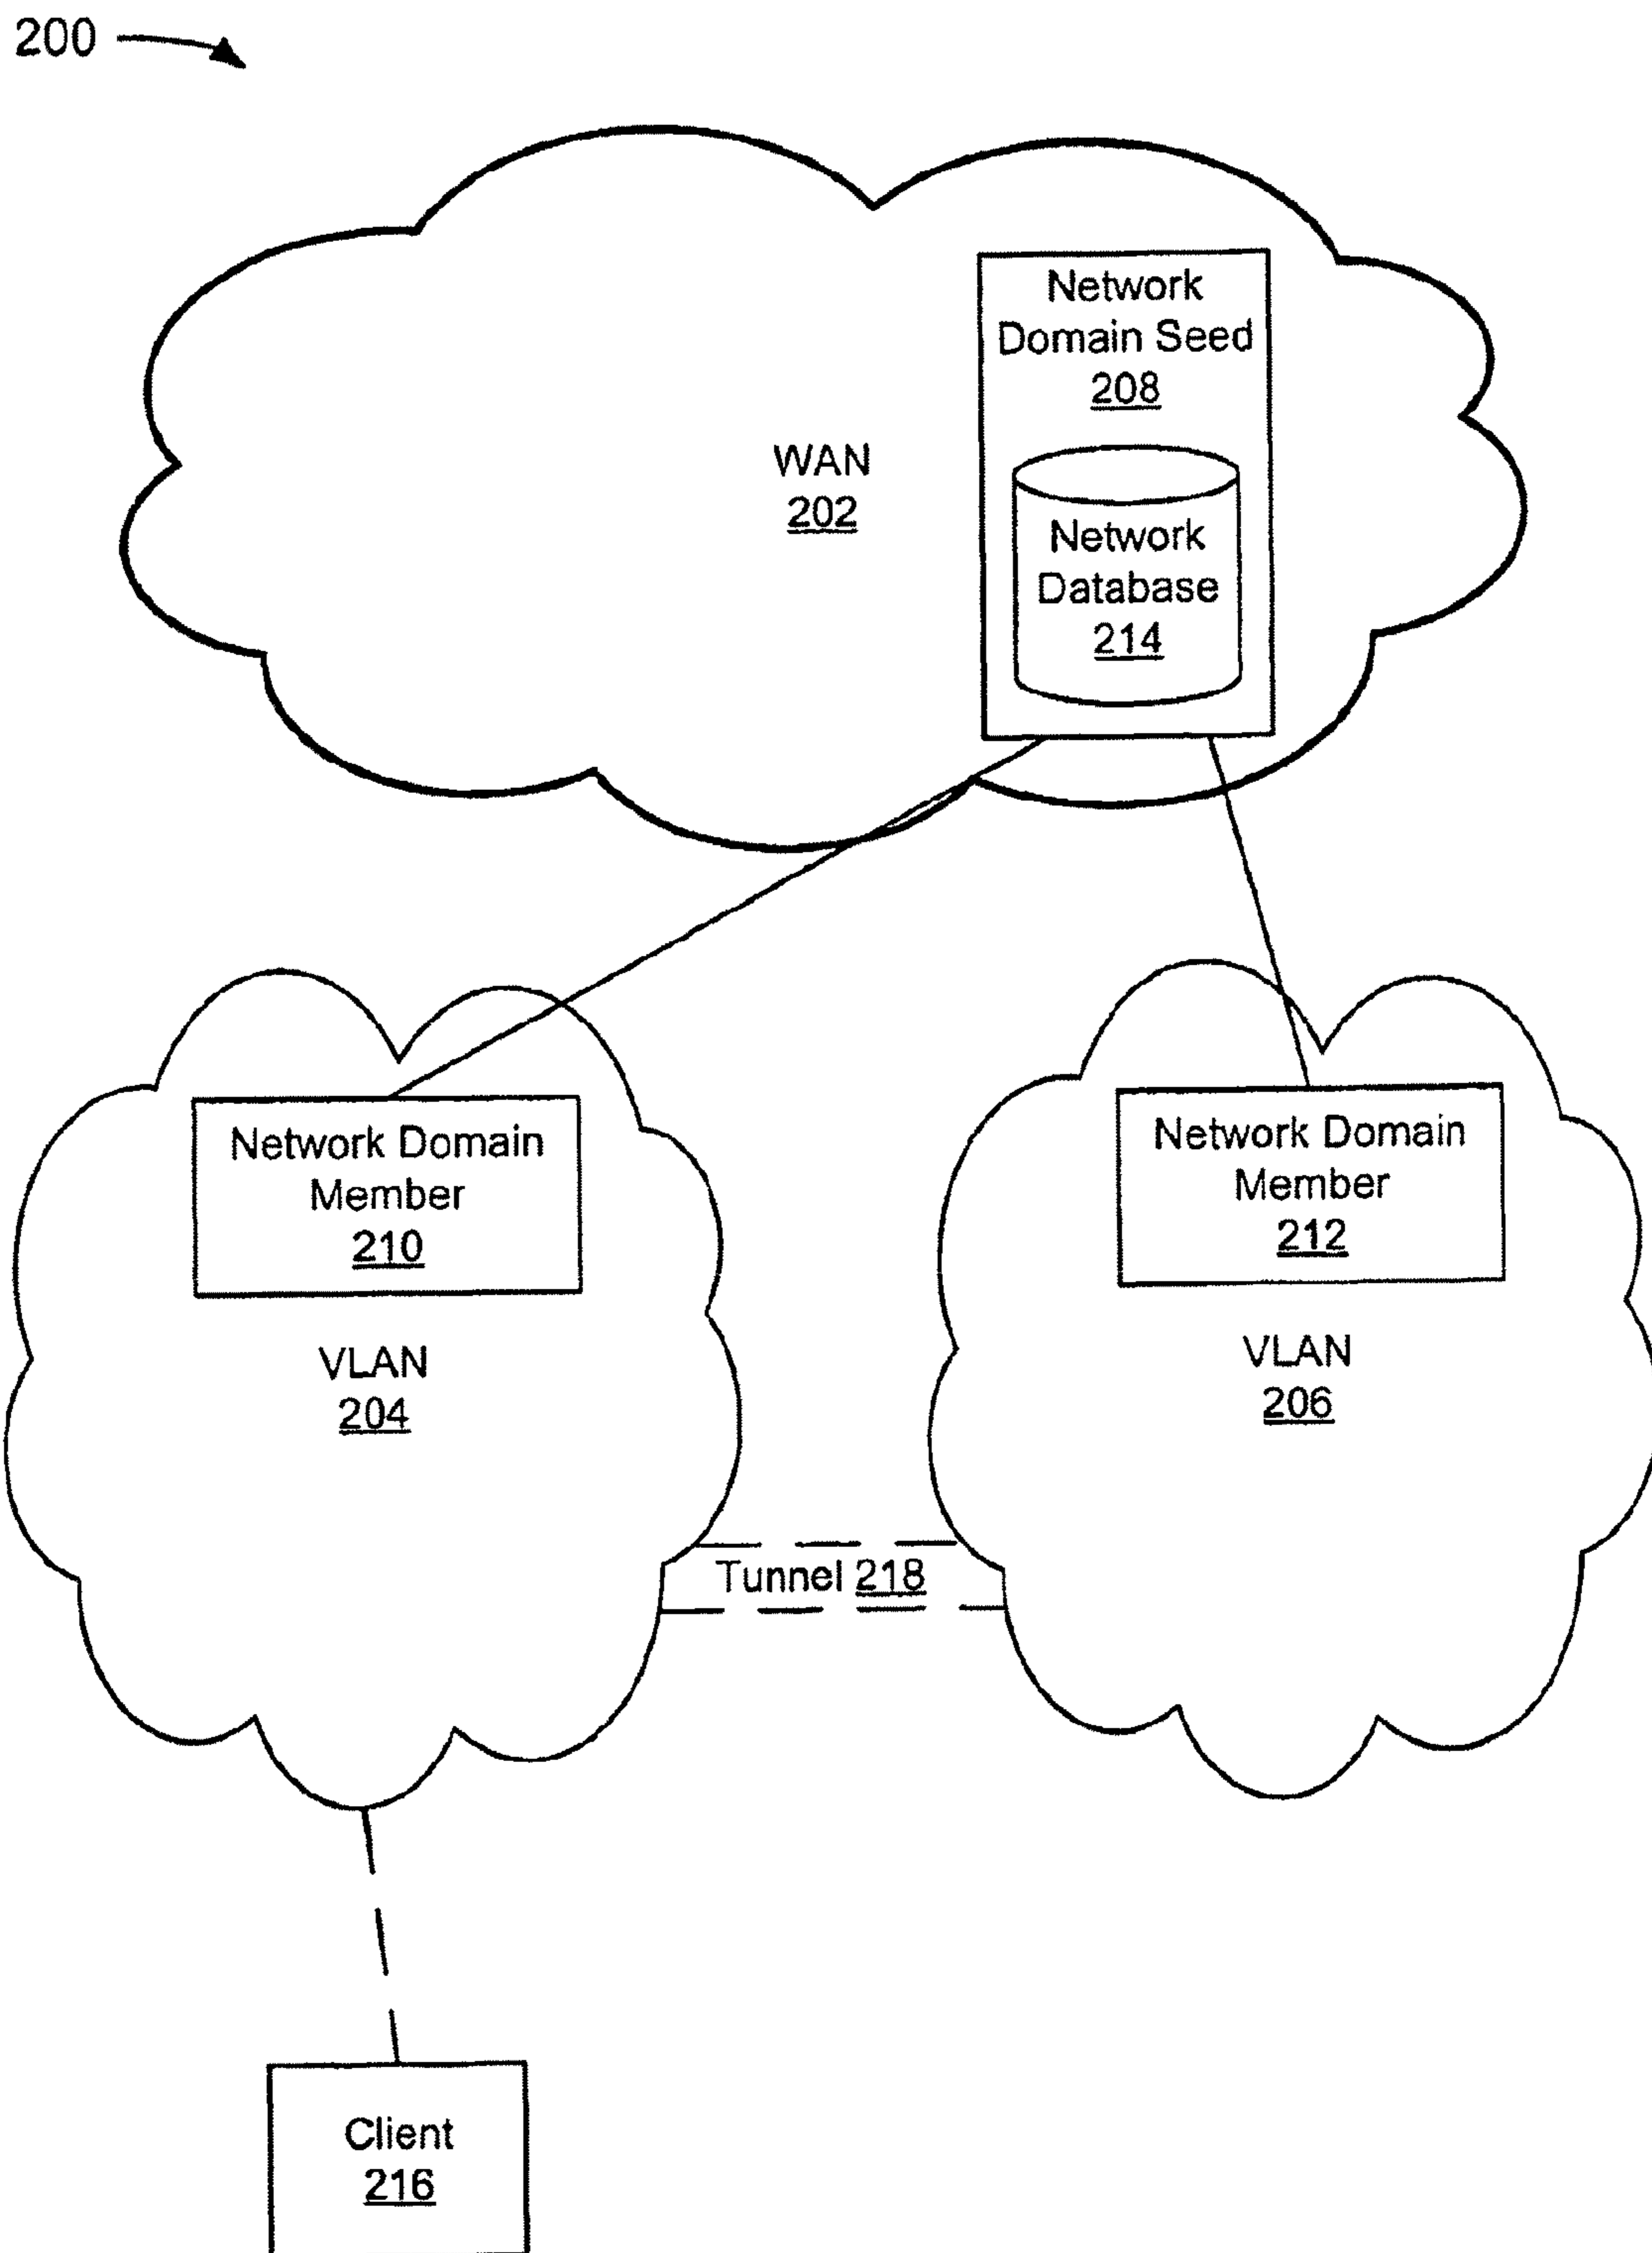 200
Network
Domain Seed
208
WAN
202
Network
Database
214
Network Domain
Member
210
Network Domain
Member
212
VLAN
204
VLAN
206
Tunnel 218
Client
216